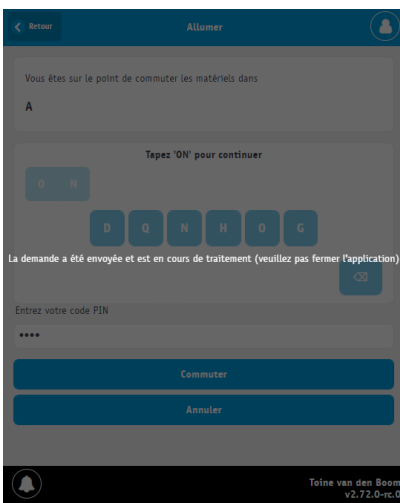 Retour
Allumer
Vous êtes sur le point de commuter les matériels dans
A
Tapez 'ON' pour continuer
O N
D Q N H O G
La demande a été envoyée et est en cours de traitement (veuillez pas fermer l'application)
Entrez votre code PIN
••••
Commuter
Annuler
Toine van den Boom
v2.72.0-rc.0